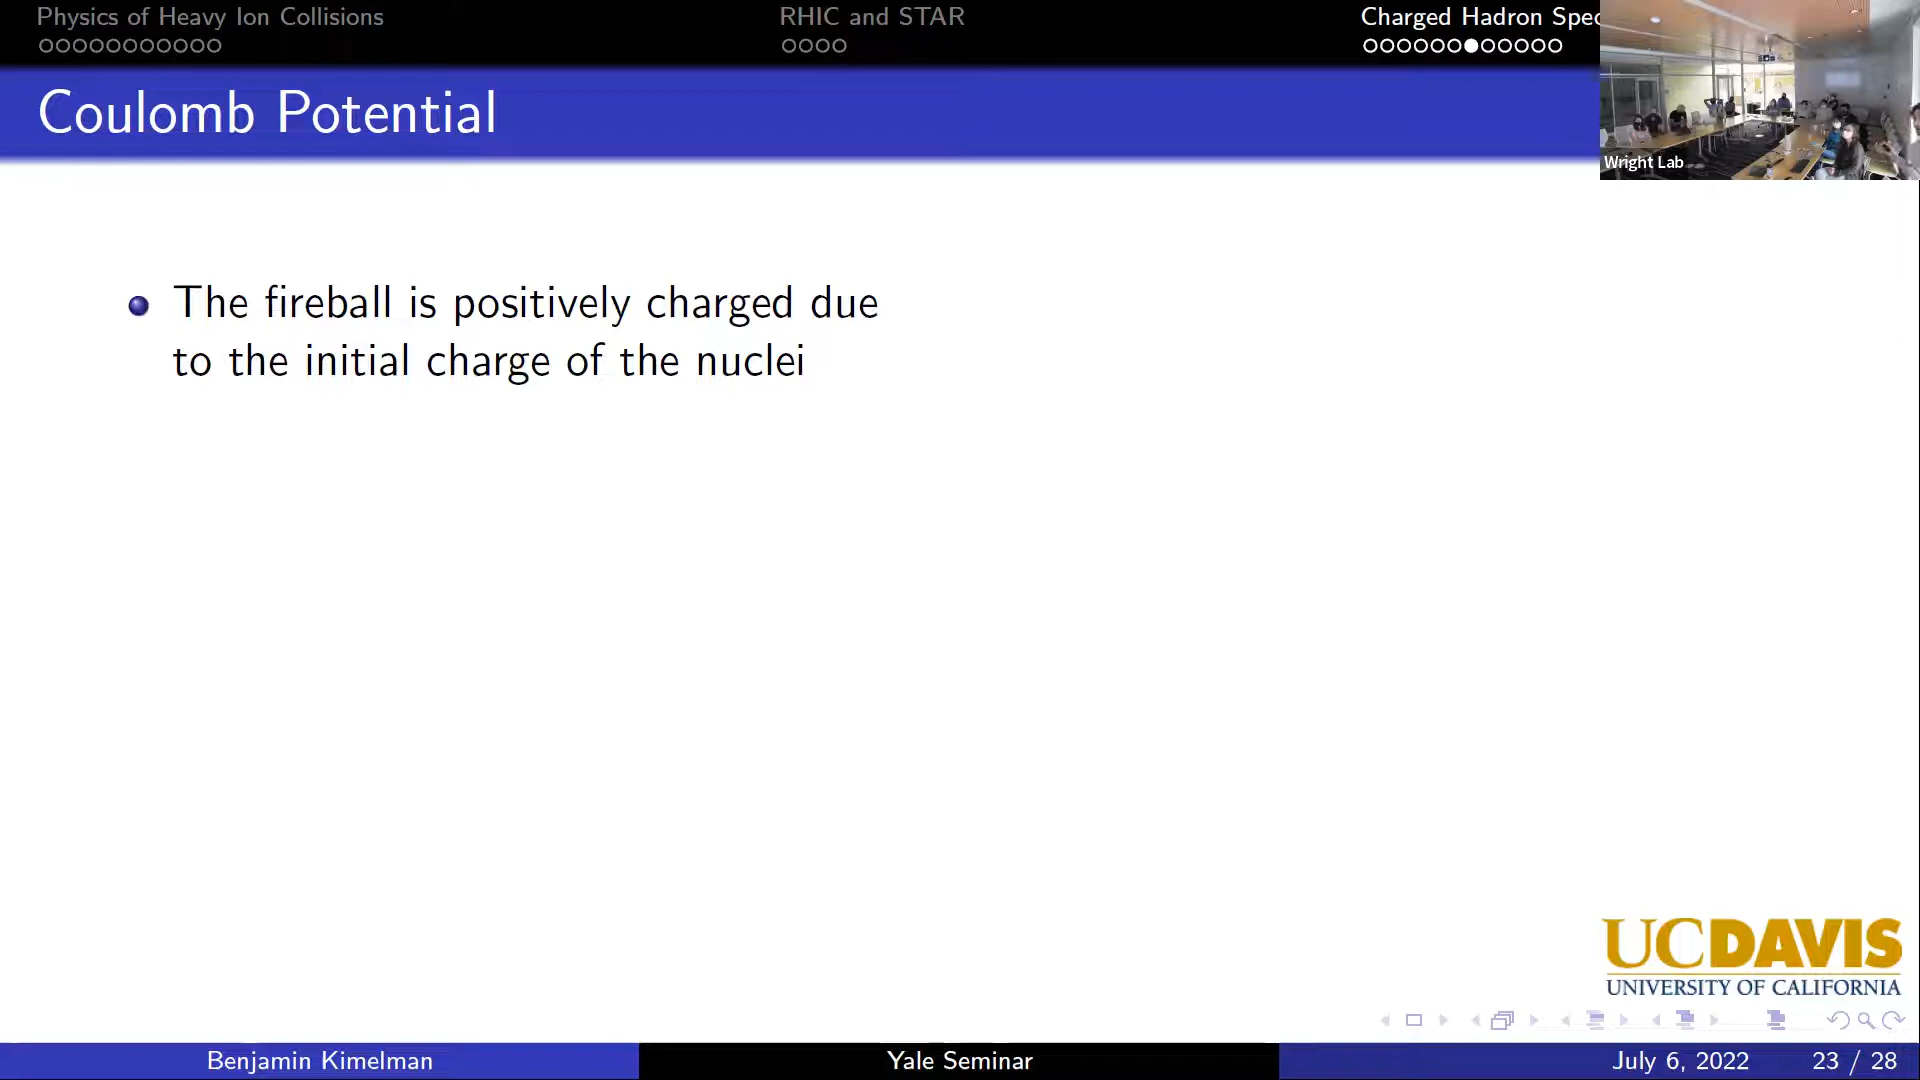 Physics of Heavy Ion Collisions
RHIC and STAR
Charged Hadron Spec
Coulomb Potential
Wright Lab
The fireball is positively charged due
to the initial charge of the nuclei
UCDAVIS
UNIVERSITY OF CALIFORNIA
Benjamin Kimelman
Yale Seminar
July 6, 2022
23 / 28